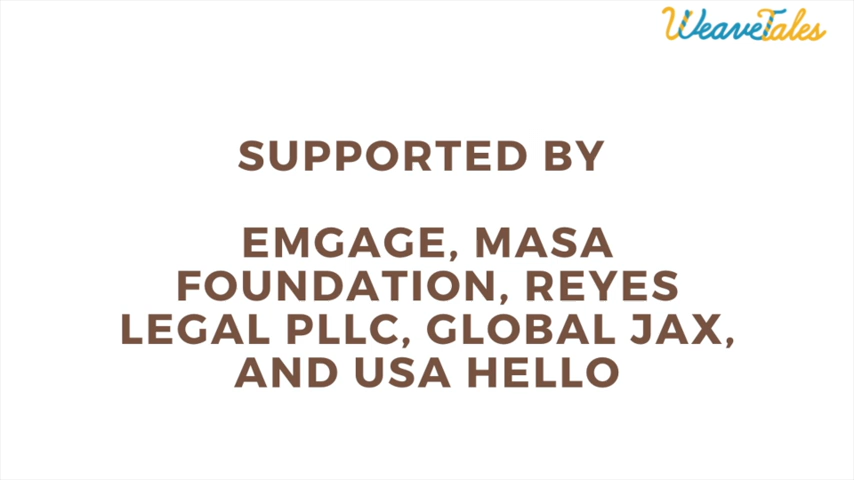 WeaveTales
SUPPORTED BY
EMGAGE, MASA
FOUNDATION, REYES
LEGAL PLLC, GLOBAL JAX,
AND USA HELLO